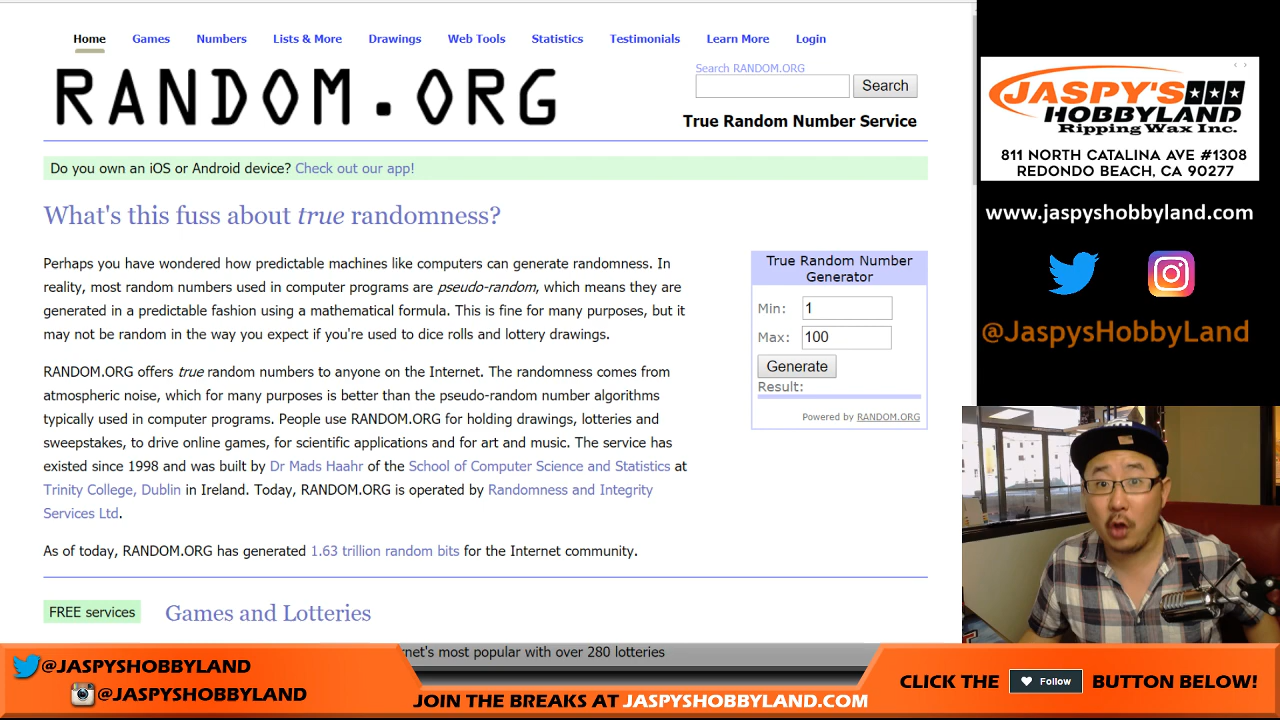 Home Games Numbers Lists & More Drawings Web Tools Statistics Testimonials Learn More Login
RANDOM.ORG
Search RANDOM.ORG
Search
True Random Number Service
Do you own an iOS or Android device? Check out our app!
What's this fuss about true randomness?
Perhaps you have wondered how predictable machines like computers can generate randomness. In
reality, most random numbers used in computer programs are pseudo-random, which means they are
generated in a predictable fashion using a mathematical formula. This is fine for many purposes, but it
may not be random in the way you expect if you're used to dice rolls and lottery drawings.
RANDOM.ORG offers true random numbers to anyone on the Internet. The randomness comes from
atmospheric noise, which for many purposes is better than the pseudo-random number algorithms
typically used in computer programs. People use RANDOM.ORG for holding drawings, lotteries and
sweepstakes, to drive online games, for scientific applications and for art and music. The service has
existed since 1998 and was built by Dr Mads Haahr of the School of Computer Science and Statistics at
Trinity College, Dublin in Ireland. Today, RANDOM.ORG is operated by Randomness and Integrity
Services Ltd.
As of today, RANDOM.ORG has generated 1.63 trillion random bits for the Internet community.
True Random Number
Generator
Min: 1
Max: 100
Generate
Result:
Powered by RANDOM.ORG
FREE services
Games and Lotteries
net's most popular with over 280 lotteries
JASPY'S
HOBBYLAND
Ripping Wax Inc.
811 NORTH CATALINA AVE #1308
REDONDO BEACH, CA 90277
www.jaspyshobbyland.com
@JaspysHobbyLand
@JASPYSHOBBYLAND
@JASPYSHOBBYLAND
JOIN THE BREAKS AT JASPYSHOBBYLAND.COM
CLICK THE Follow BUTTON BELOW!